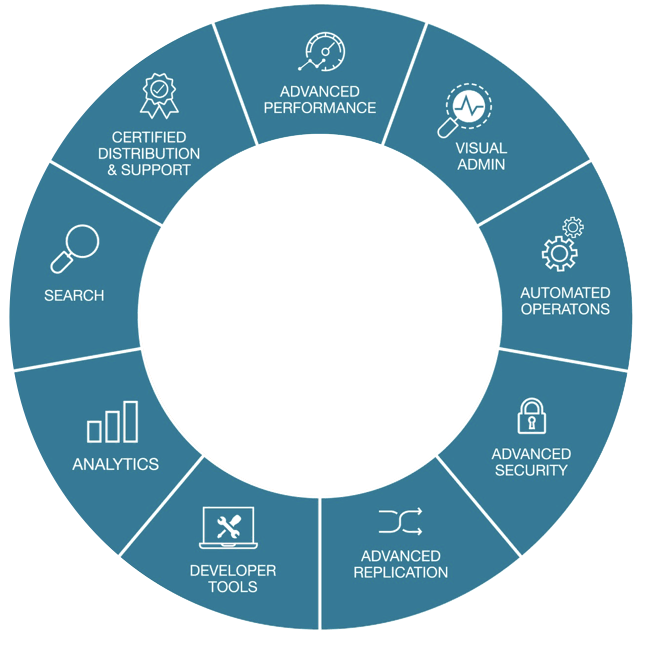 ADVANCED
PERFORMANCE
VISUAL
ADMIN
AUTOMATED
OPERATONS
ADVANCED
SECURITY
ADVANCED
REPLICATION
DEVELOPER
TOOLS
ANALYTICS
SEARCH
CERTIFIED
DISTRIBUTION
& SUPPORT